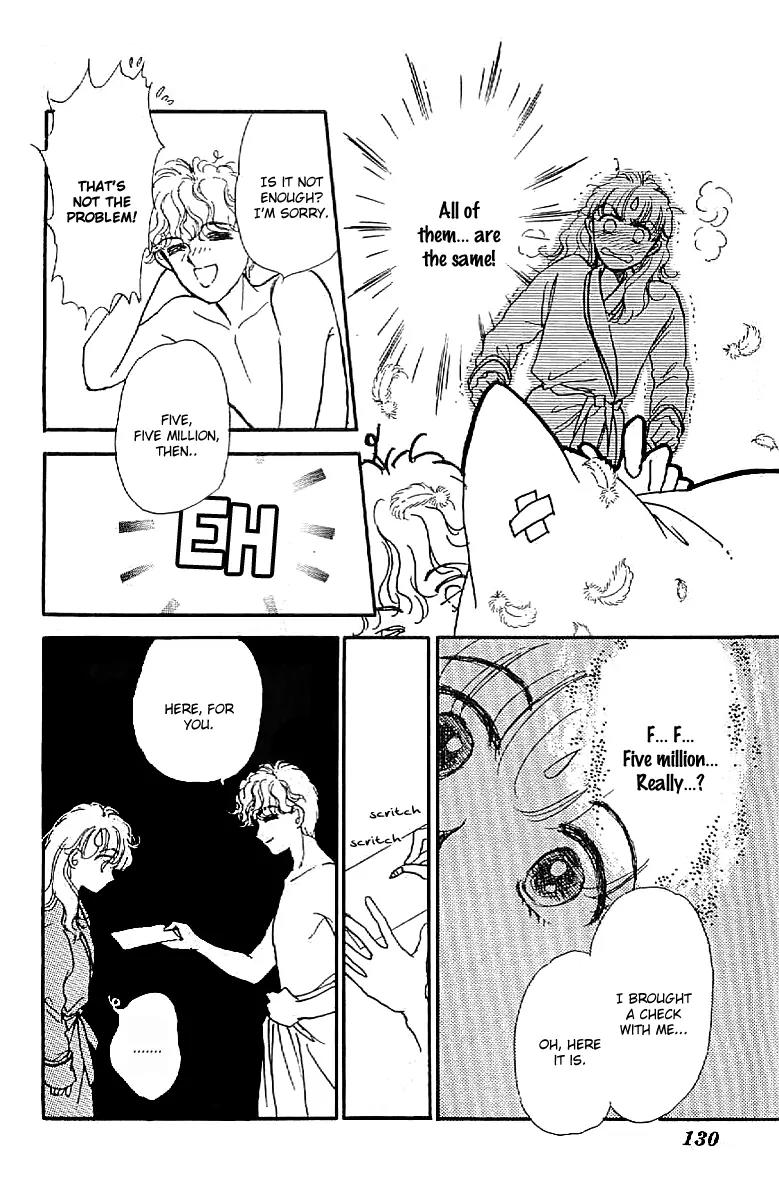 All of
them... are
the same!
IS IT NOT
ENOUGH?
I'M SORRY.
THAT'S
NOT THE
PROBLEM!
FIVE,
FIVE MILLION,
THEN..
EH
F... F...
Five million...
Really...?
I BROUGHT
A CHECK
WITH ME...
OH, HERE
IT IS.
scritch
scritch
HERE, FOR
YOU.
.......
130